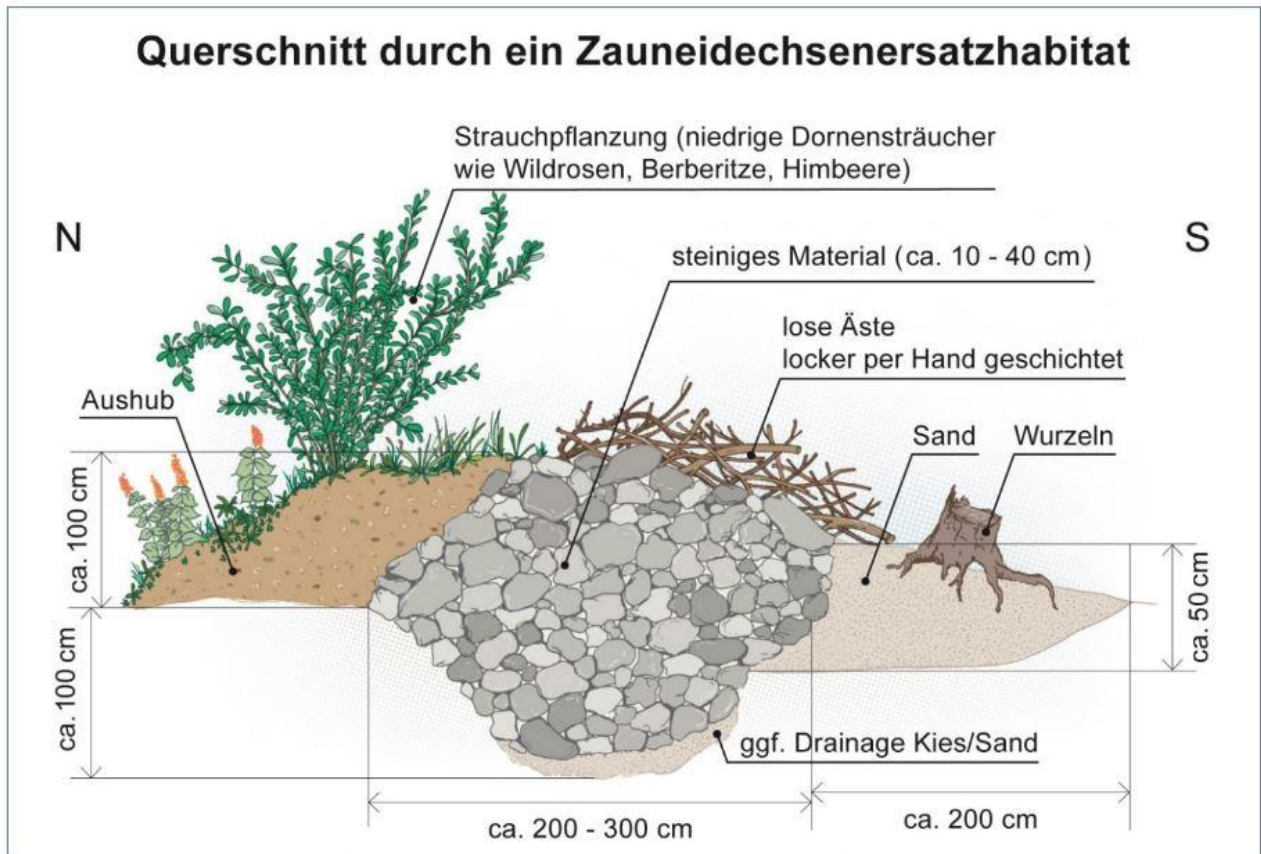 Querschnitt durch ein Zauneidechsenersatzhabitat
Strauchpflanzung (niedrige Dornensträucher
wie Wildrosen, Berberitze, Himbeere)
N
S
steiniges Material (ca. 10 - 40 cm)
lose Äste
locker per Hand geschichtet
Aushub
Sand
Wurzeln
ca. 100 cm
ca. 50 cm
ca. 100 cm
ggf. Drainage Kies/Sand
ca. 200 - 300 cm
ca. 200 cm